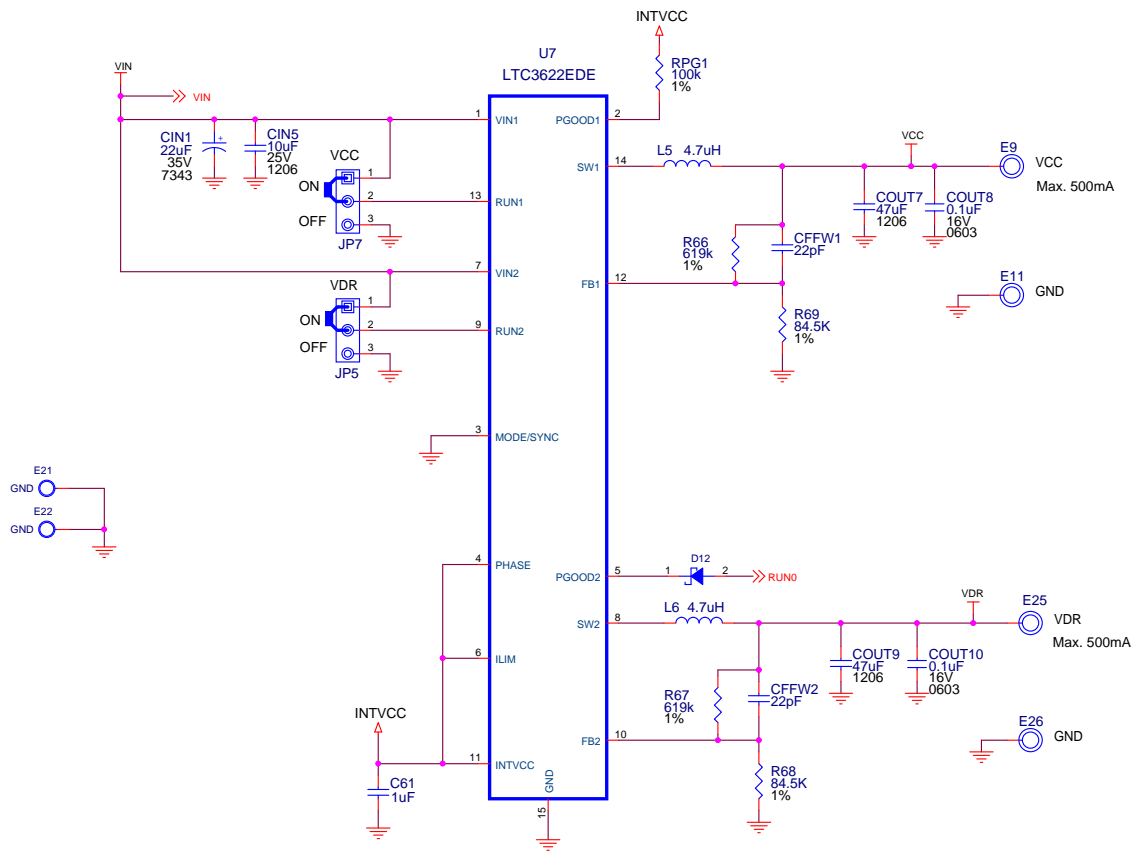 INTVCC
RPG1
100k
1%
U7
LTC3622EDE
VIN
VIN
CIN1
+
22uF
35V
7343
CIN5
10uF
25V
1206
1 VIN1
PGOOD1 2
VCC
1
ON
2
OFF
3
JP7
13 RUN1
SW1 14
L5 4.7uH
VCC
E9
VCC
Max. 500mA
COUT7
47uF
1206
COUT8
0.1uF
16V
0603
R66
619k
1%
CFFW1
22pF
7 VIN2
FB1 12
E11
GND
VDR
1
ON
2
OFF
3
JP5
9 RUN2
R69
84.5K
1%
3 MODE/SYNC
E21
GND
E22
GND
4 PHASE
PGOOD2 5
1
D12
2
RUN0
SW2 8
L6 4.7uH
VDR
E25
VDR
Max. 500mA
6 ILIM
COUT9
47uF
1206
COUT10
0.1uF
16V
0603
R67
619k
1%
CFFW2
22pF
INTVCC
FB2 10
E26
GND
11 INTVCC
C61
1uF
R68
84.5K
1%
GND
15